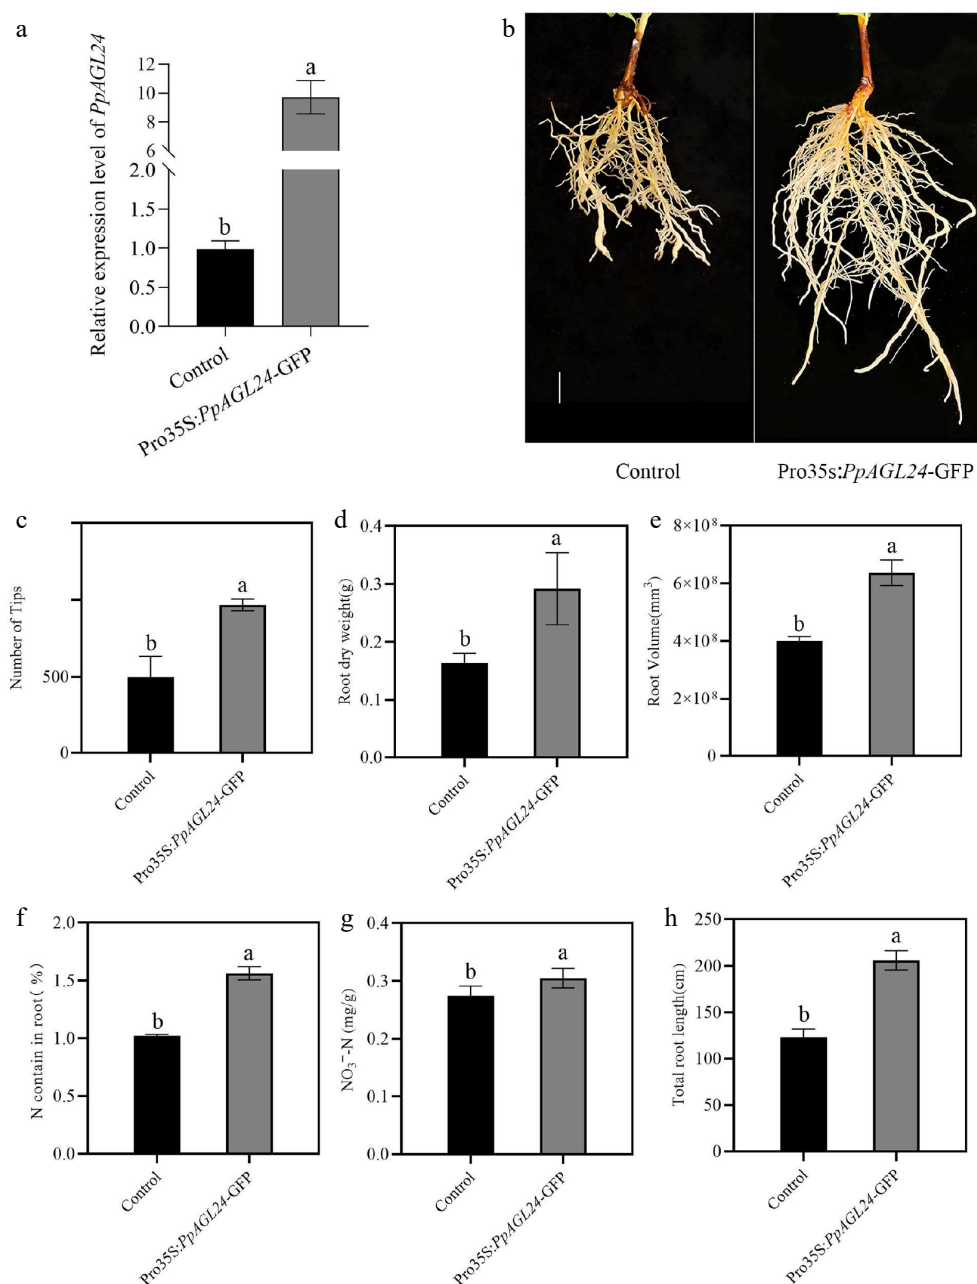 a
Relative expression level of PpAGL24
12
10
8
6
2.0
1.5
1.0
0.5
0.0
b
a
Control
Pro35S:PpAGL24-GFP
b
Control
Pro35s:PpAGL24-GFP
c
Number of Tips
500
0
b
a
Control
Pro35S:PpAGL24-GFP
d
Root dry weight(g)
0.4
0.3
0.2
0.1
0.0
b
a
Control
Pro35S:PpAGL24-GFP
e
Root Volume(mm³)
8×10⁸
6×10⁸
4×10⁸
2×10⁸
0
b
a
Control
Pro35S:PpAGL24-GFP
f
N contain in root( %)
2.0
1.5
1.0
0.5
0.0
b
a
Control
Pro35S:PpAGL24-GFP
g
NO₃⁻-N (mg/g)
0.4
0.3
0.2
0.1
0.0
b
a
Control
Pro35S:PpAGL24-GFP
h
Total root length(cm)
250
200
150
100
50
0
b
a
Control
Pro35S:PpAGL24-GFP